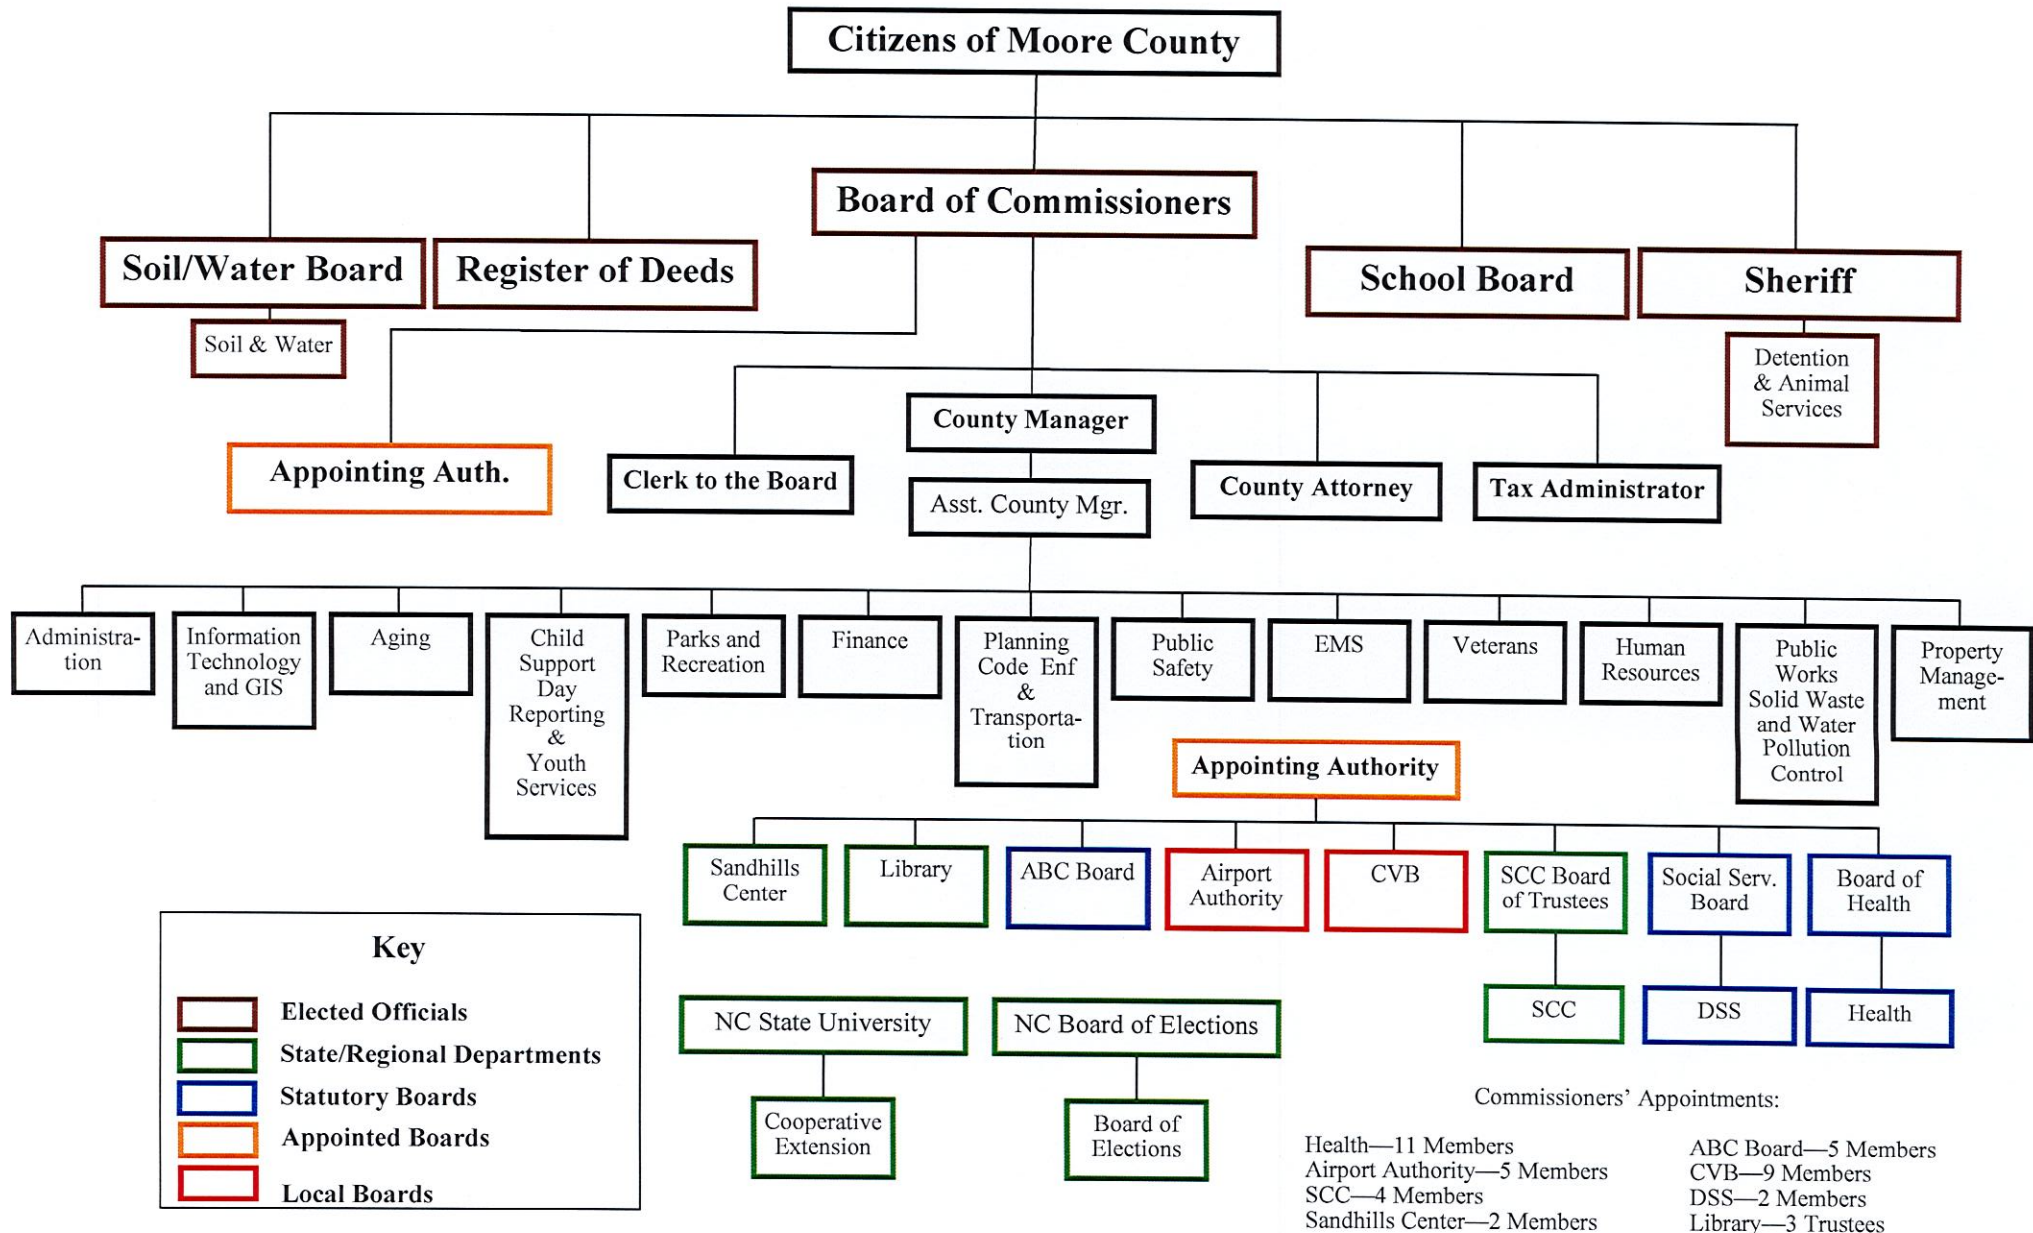 Citizens of Moore County
Board of Commissioners
Soil/Water Board
Register of Deeds
School Board
Sheriff
Soil & Water
Detention
& Animal
Services
County Manager
Appointing Auth.
Clerk to the Board
Asst. County Mgr.
County Attorney
Tax Administrator
Administra-
tion
Information
Technology
and GIS
Aging
Child
Support
Day
Reporting
&
Youth
Services
Parks and
Recreation
Finance
Planning
Code Enf
&
Transporta-
tion
Public
Safety
EMS
Veterans
Human
Resources
Public
Works
Solid Waste
and Water
Pollution
Control
Property
Manage-
ment
Appointing Authority
Sandhills
Center
Library
ABC Board
Airport
Authority
CVB
SCC Board
of Trustees
Social Serv.
Board
Board of
Health
SCC
DSS
Health
NC State University
NC Board of Elections
Cooperative
Extension
Board of
Elections
Key
Elected Officials
State/Regional Departments
Statutory Boards
Appointed Boards
Local Boards
Commissioners’ Appointments:
Health—11 Members
Airport Authority—5 Members
SCC—4 Members
Sandhills Center—2 Members
ABC Board—5 Members
CVB—9 Members
DSS—2 Members
Library—3 Trustees